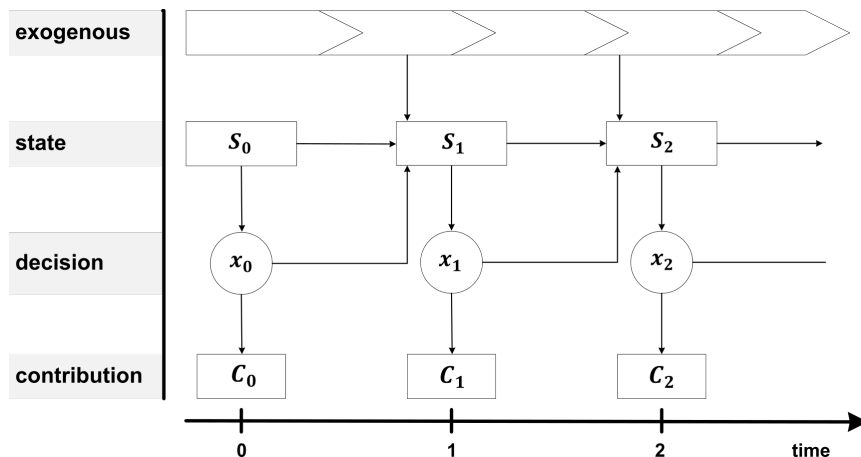 exogenous
state
S₀ S₁ S₂
decision
x₀ x₁ x₂
contribution
C₀ C₁ C₂
0 1 2 time